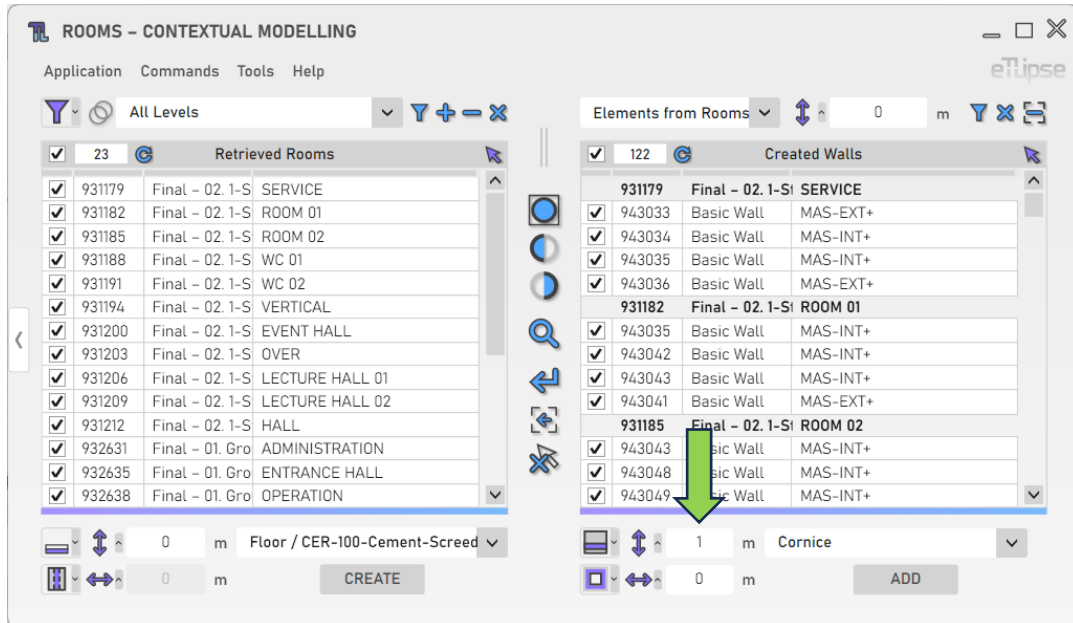 ROOMS – CONTEXTUAL MODELLING
Application Commands Tools Help
eTLipse
All Levels
Elements from Rooms 0 m
23 Retrieved Rooms
931179 Final – 02. 1-S SERVICE
931182 Final – 02. 1-S ROOM 01
931185 Final – 02. 1-S ROOM 02
931188 Final – 02. 1-S WC 01
931191 Final – 02. 1-S WC 02
931194 Final – 02. 1-S VERTICAL
931200 Final – 02. 1-S EVENT HALL
931203 Final – 02. 1-S OVER
931206 Final – 02. 1-S LECTURE HALL 01
931209 Final – 02. 1-S LECTURE HALL 02
931212 Final – 02. 1-S HALL
932631 Final – 01. Gro ADMINISTRATION
932635 Final – 01. Gro ENTRANCE HALL
932638 Final – 01. Gro OPERATION
0 m Floor / CER-100-Cement-Screed
0 m CREATE
122 Created Walls
931179 Final – 02. 1-St SERVICE
943033 Basic Wall MAS-EXT+
943034 Basic Wall MAS-INT+
943035 Basic Wall MAS-INT+
943036 Basic Wall MAS-EXT+
931182 Final – 02. 1-St ROOM 01
943035 Basic Wall MAS-INT+
943042 Basic Wall MAS-INT+
943043 Basic Wall MAS-INT+
943041 Basic Wall MAS-EXT+
931185 Final – 02. 1-St ROOM 02
943043 sic Wall MAS-INT+
943048 sic Wall MAS-INT+
943049 sic Wall MAS-INT+
1 m Cornice
0 m ADD